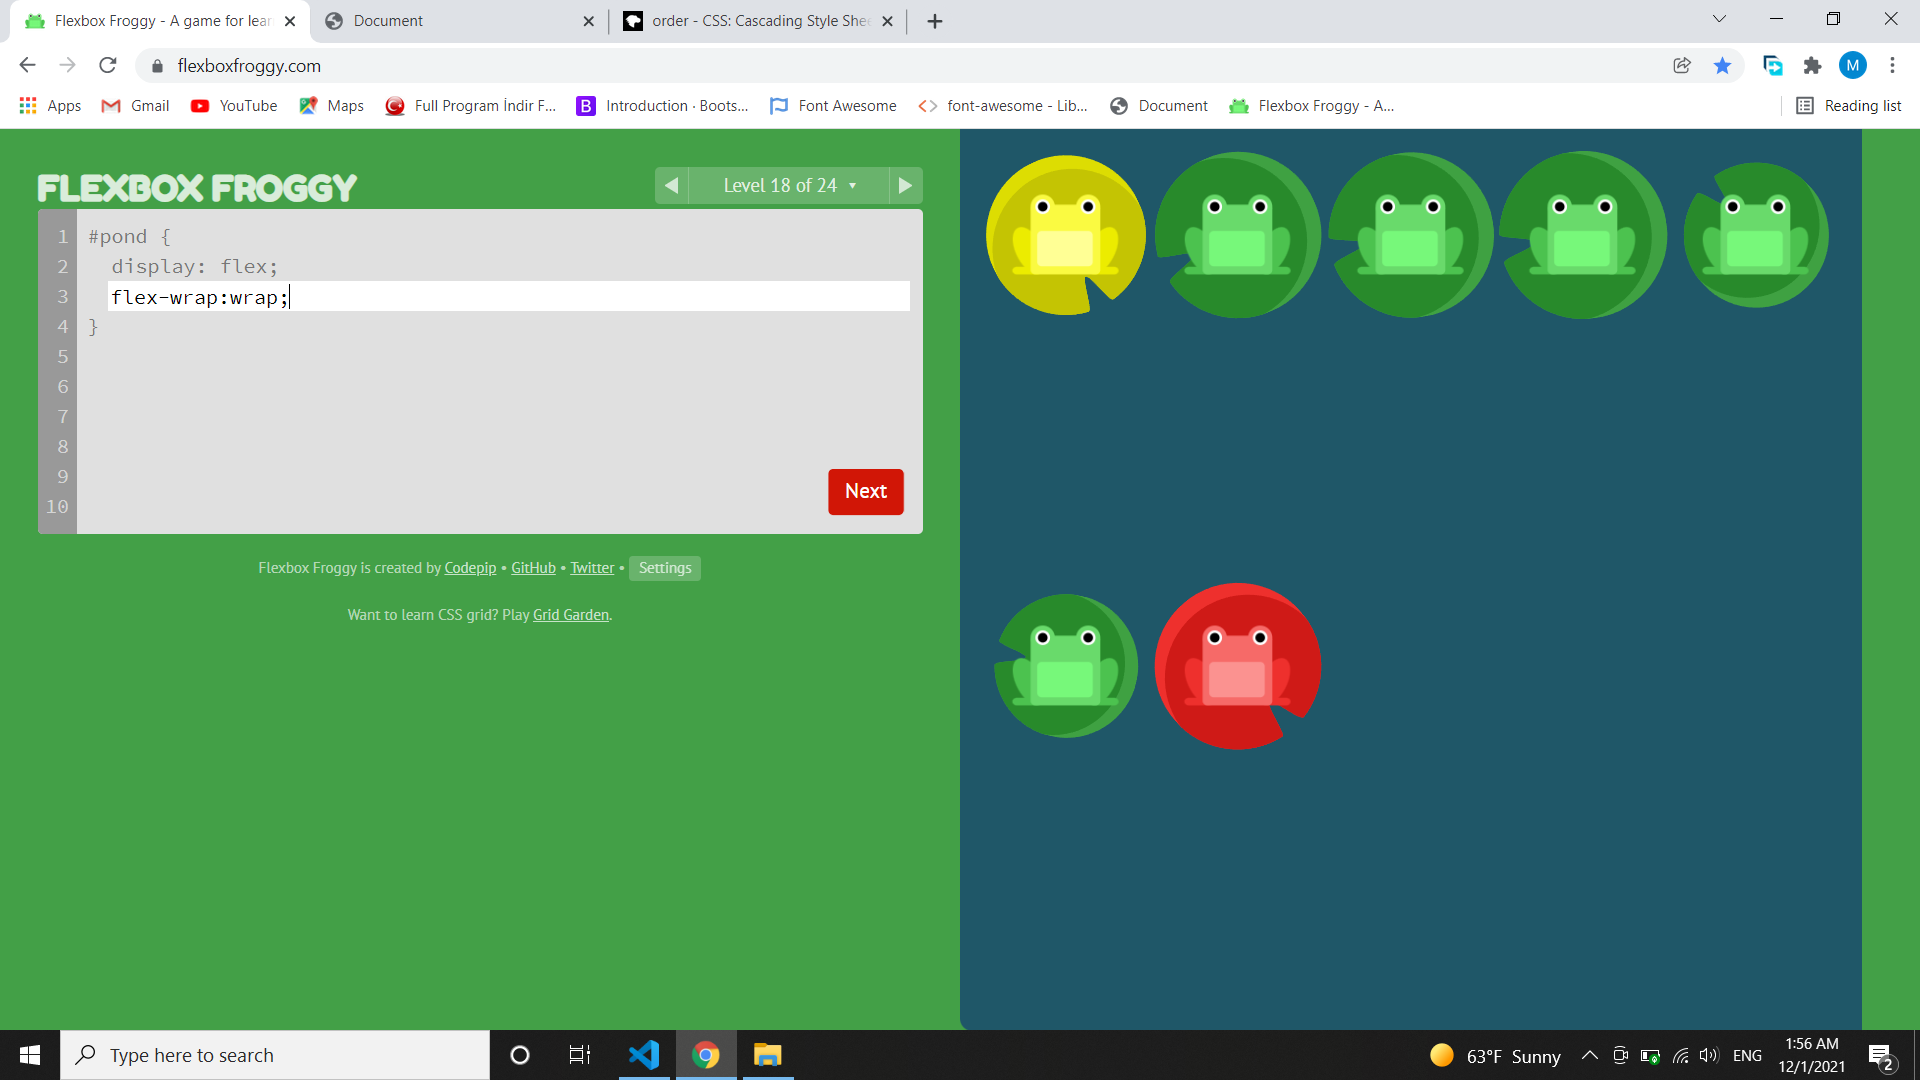 Flexbox Froggy - A game for lear
Document
order - CSS: Cascading Style Shee
flexboxfroggy.com
M
Apps
Gmail
YouTube
Maps
Full Program İndir F...
B
Introduction · Boots...
Font Awesome
font-awesome - Lib...
Document
Flexbox Froggy - A...
Reading list
FLEXBOX FROGGY
Level 18 of 24
1 #pond {
2 display: flex;
3 flex-wrap:wrap;
4 }
5
6
7
8
9
10
Next
Flexbox Froggy is created by Codepip • GitHub • Twitter • Settings
Want to learn CSS grid? Play Grid Garden.
Type here to search
63°F Sunny
ENG
1:56 AM
12/1/2021
2